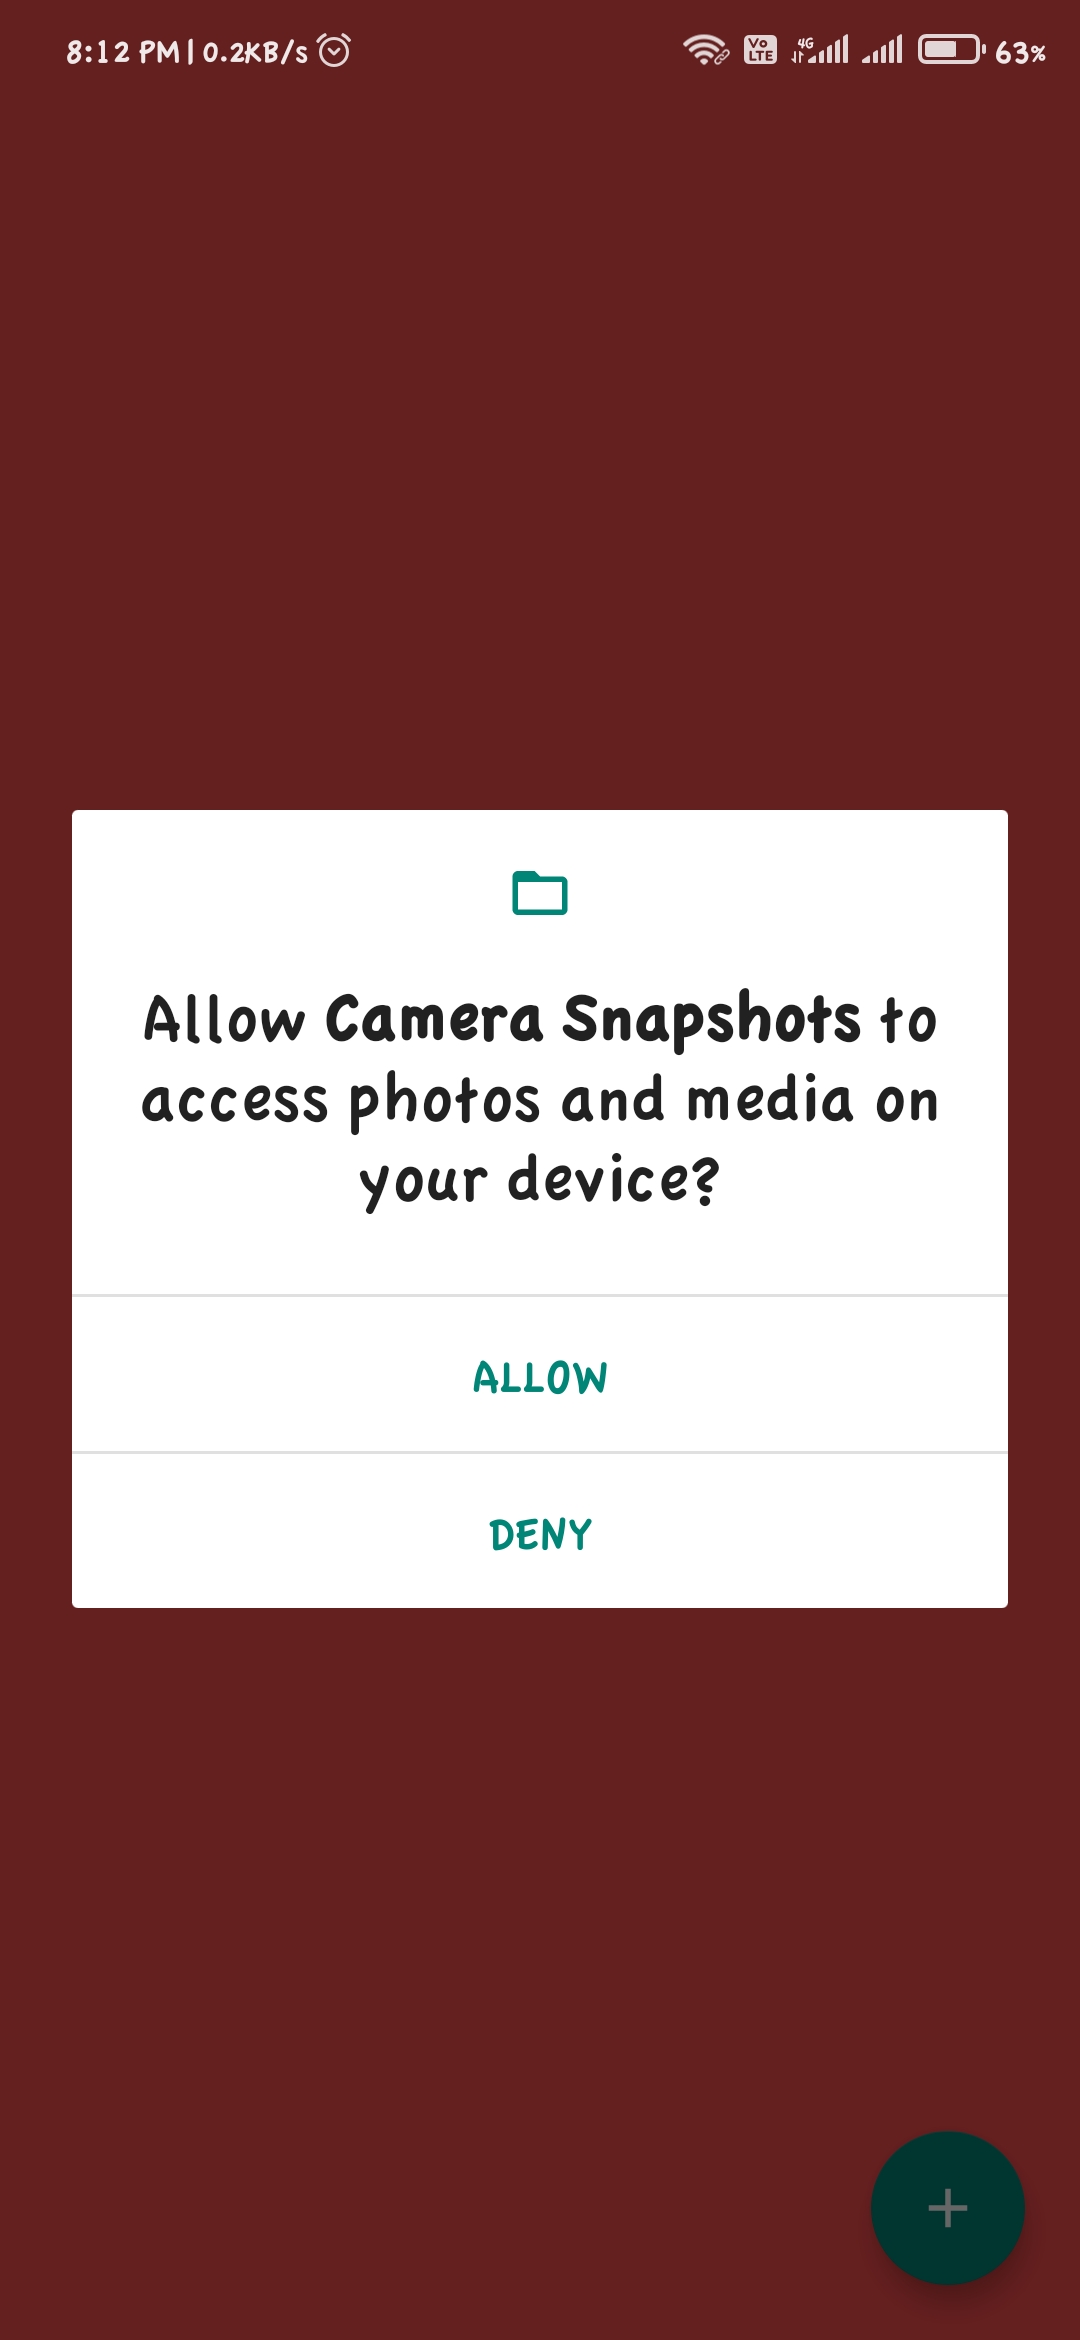 8:12 PM | 0.2KB/s Vo LTE 4G 63%
Allow Camera Snapshots to
access photos and media on
your device?
ALLOW
DENY